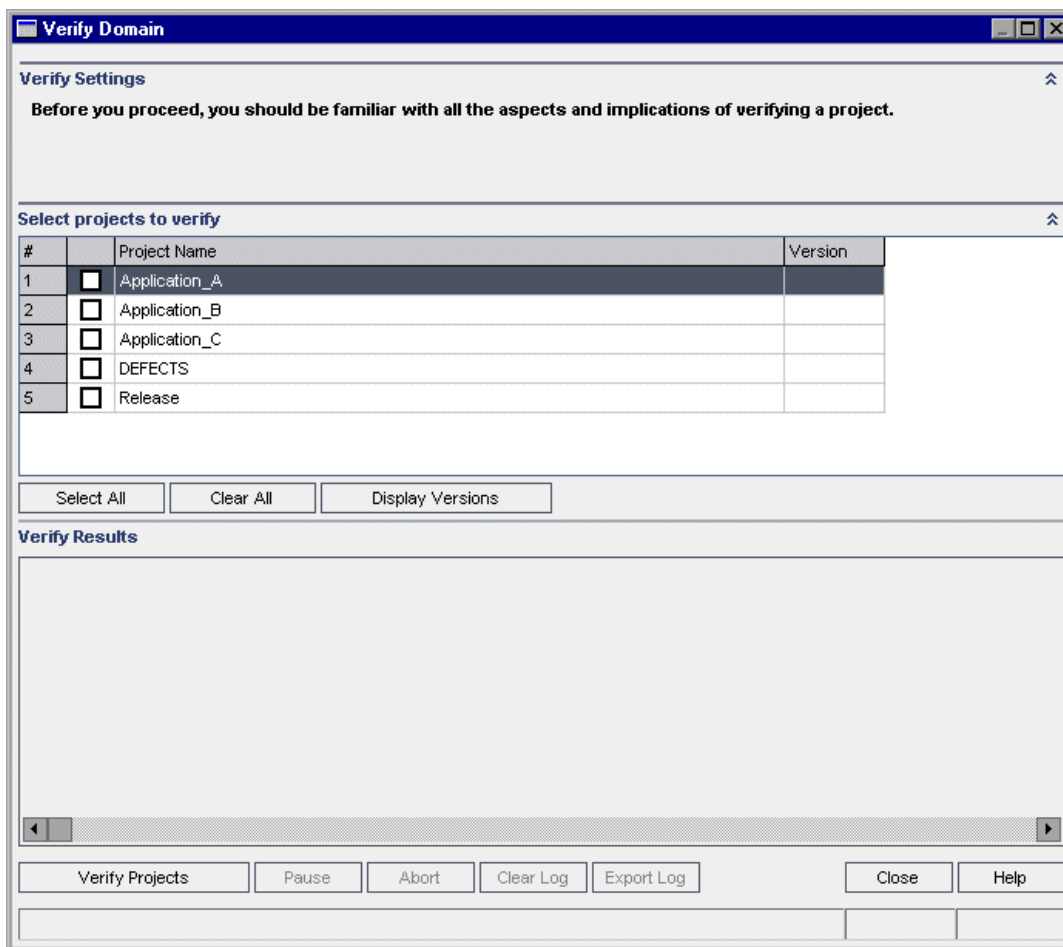 Verify Domain
Verify Settings
Before you proceed, you should be familiar with all the aspects and implications of verifying a project.
Select projects to verify
# Project Name Version
1 Application_A
2 Application_B
3 Application_C
4 DEFECTS
5 Release
Select All Clear All Display Versions
Verify Results
Verify Projects Pause Abort Clear Log Export Log Close Help